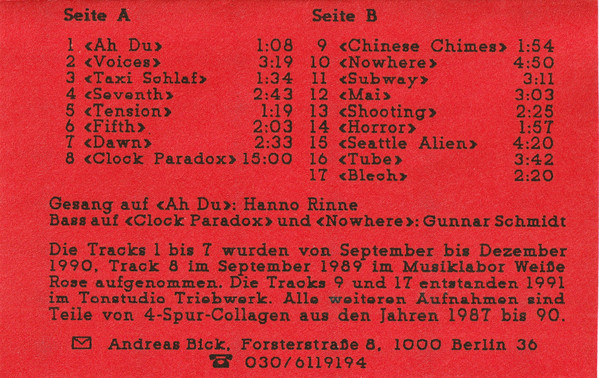 Seite A
1 <Ah Du> 1:08
2 <Voices> 3:19
3 <Taxi Schlaf> 1:34
4 <Seventh> 2:43
5 <Tension> 1:19
6 <Fifth> 2:03
7 <Dawn> 2:33
8 <Clock Paradox> 15:00
Seite B
9 <Chinese Chimes> 1:54
10 <Nowhere> 4:50
11 <Subway> 3:11
12 <Mai> 3:03
13 <Shooting> 2:25
14 <Horror> 1:57
15 <Seattle Alien> 4:20
16 <Tube> 3:42
17 <Blech> 2:20
Gesang auf <Ah Du>: Hanno Rinne
Bass auf <Clock Paradox> und <Nowhere>: Gunnar Schmidt
Die Tracks 1 bis 7 wurden von September bis Dezember
1990, Track 8 im September 1989 im Musiklabor Weiße
Rose aufgenommen. Die Tracks 9 und 17 entstanden 1991
im Tonstudio Triebwerk. Alle weiteren Aufnahmen sind
Teile von 4-Spur-Collagen aus den Jahren 1987 bis 90.
Andreas Bick, Forsterstraße 8, 1000 Berlin 36
030/6119194